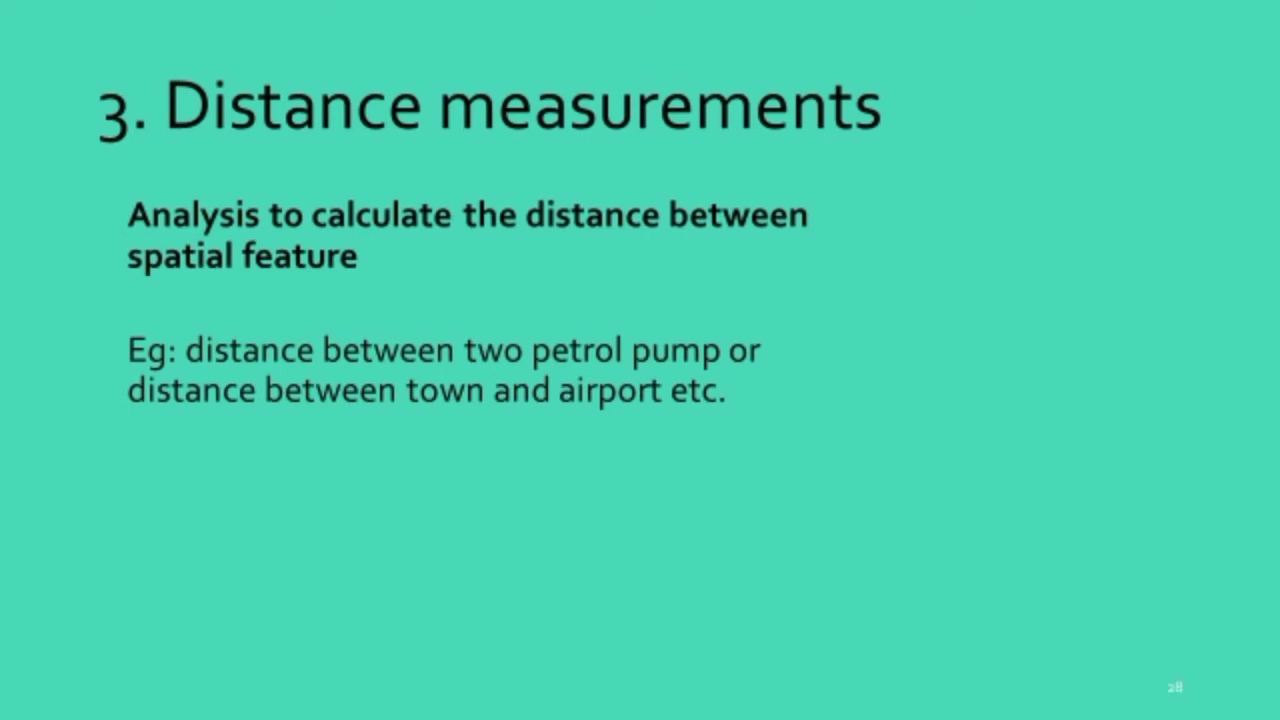 3. Distance measurements
Analysis to calculate the distance between
spatial feature
Eg: distance between two petrol pump or
distance between town and airport etc.
28